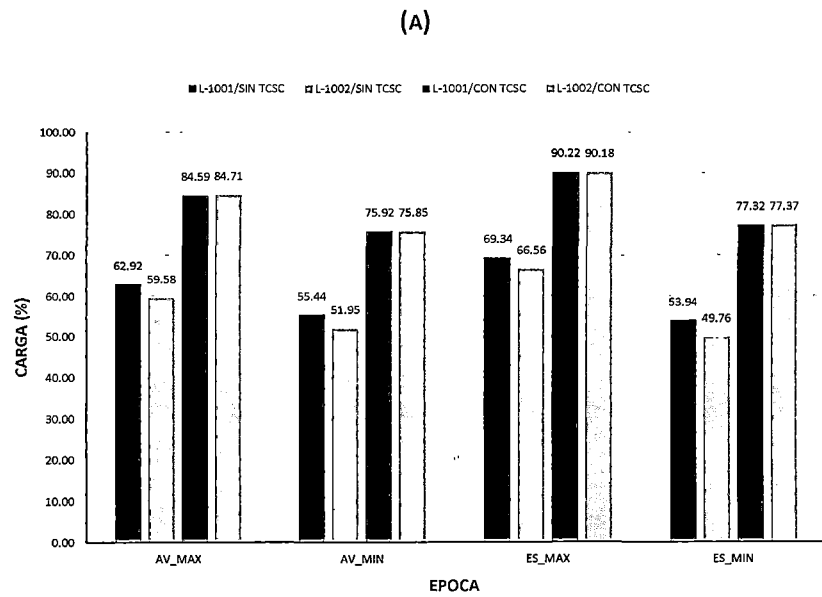 (A)
L-1001/SIN TCSC L-1002/SIN TCSC L-1001/CON TCSC L-1002/CON TCSC
100.00
90.00
80.00
70.00
60.00
50.00
40.00
30.00
20.00
10.00
0.00
CARGA (%)
62.92 59.58 84.59 84.71
55.44 51.95 75.92 75.85
69.34 66.56 90.22 90.18
53.94 49.76 77.32 77.37
AV_MAX AV_MIN ES_MAX ES_MIN
EPOCA